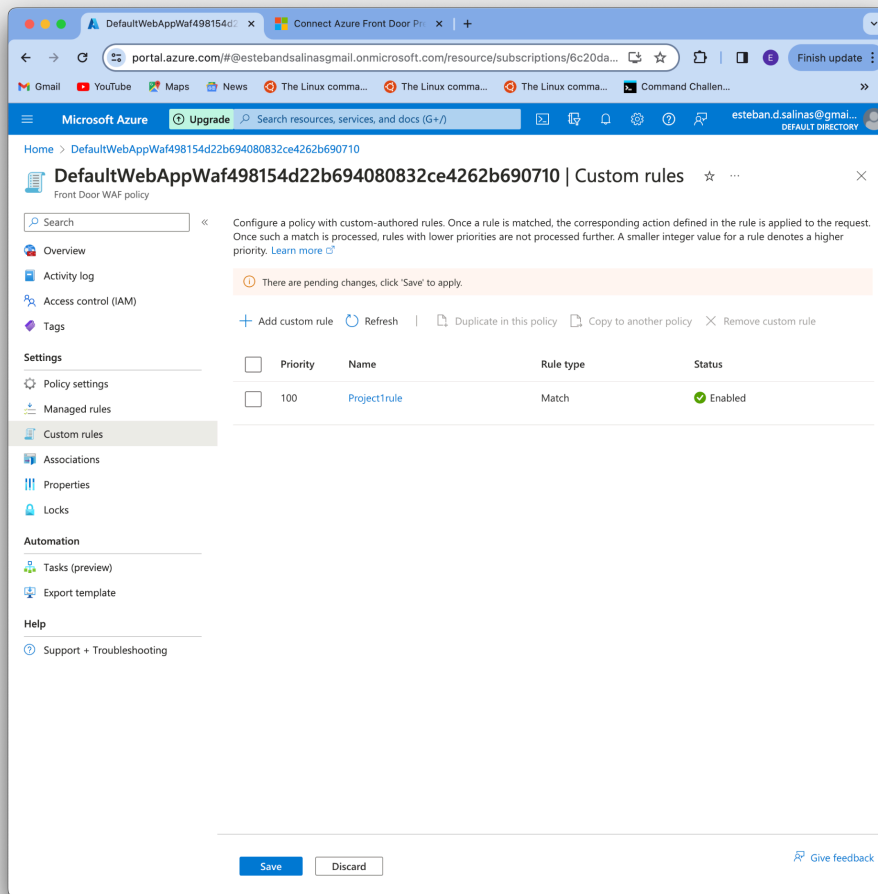 DefaultWebAppWaf498154d2
Connect Azure Front Door Pr
portal.azure.com/#@estebandsalinasgmail.onmicrosoft.com/resource/subscriptions/6c20da...
E
Finish update
Gmail
YouTube
Maps
News
The Linux comma...
The Linux comma...
The Linux comma...
Command Challen...
»
Microsoft Azure
Upgrade
Search resources, services, and docs (G+/)
esteban.d.salinas@gmai...
DEFAULT DIRECTORY
Home > DefaultWebAppWaf498154d22b694080832ce4262b690710
DefaultWebAppWaf498154d22b694080832ce4262b690710 | Custom rules
Front Door WAF policy
Search
«
Overview
Activity log
Access control (IAM)
Tags
Settings
Policy settings
Managed rules
Custom rules
Associations
Properties
Locks
Automation
Tasks (preview)
Export template
Help
Support + Troubleshooting
Configure a policy with custom-authored rules. Once a rule is matched, the corresponding action defined in the rule is applied to the request.
Once such a match is processed, rules with lower priorities are not processed further. A smaller integer value for a rule denotes a higher
priority. Learn more
There are pending changes, click 'Save' to apply.
Add custom rule
Refresh
Duplicate in this policy
Copy to another policy
Remove custom rule
Priority Name Rule type Status
100 Project1rule Match Enabled
Save
Discard
Give feedback